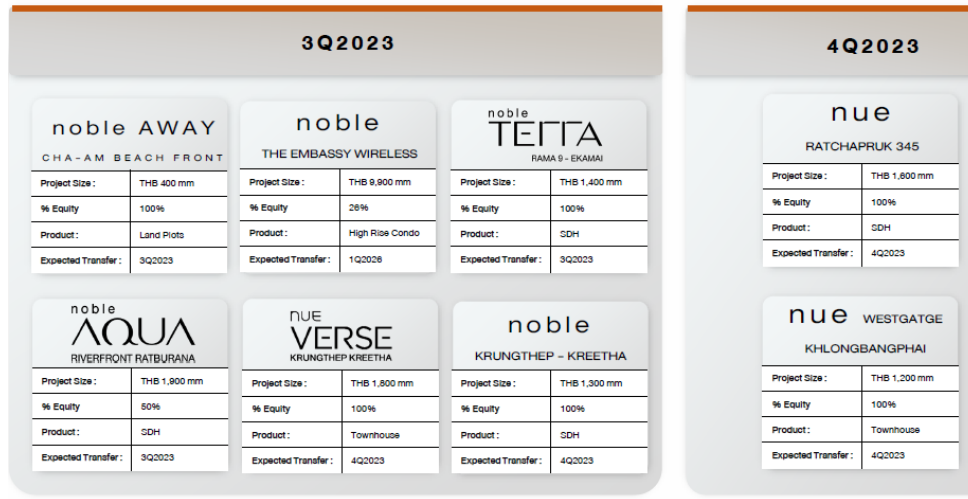 3Q2023
noble AWAY
CHA-AM BEACH FRONT
Project Size : THB 400 mm
% Equity 100%
Product : Land Plots
Expected Transfer : 3Q2023
noble
THE EMBASSY WIRELESS
Project Size : THB 9,900 mm
% Equity 26%
Product : High Rise Condo
Expected Transfer : 1Q2026
noble
TERRA
RAMA 9 - EKAMAI
Project Size : THB 1,400 mm
% Equity 100%
Product : SDH
Expected Transfer : 3Q2023
noble
AQUA
RIVERFRONT RATBURANA
Project Size : THB 1,900 mm
% Equity 50%
Product : SDH
Expected Transfer : 3Q2023
nue
VERSE
KRUNGTHEP KREETHA
Project Size : THB 1,800 mm
% Equity 100%
Product : Townhouse
Expected Transfer : 4Q2023
noble
KRUNGTHEP – KREETHA
Project Size : THB 1,300 mm
% Equity 100%
Product : SDH
Expected Transfer : 4Q2023
4Q2023
nue
RATCHAPRUK 345
Project Size : THB 1,600 mm
% Equity 100%
Product : SDH
Expected Transfer : 4Q2023
nue WESTGATGE
KHLONGBANGPHAI
Project Size : THB 1,200 mm
% Equity 100%
Product : Townhouse
Expected Transfer : 4Q2023